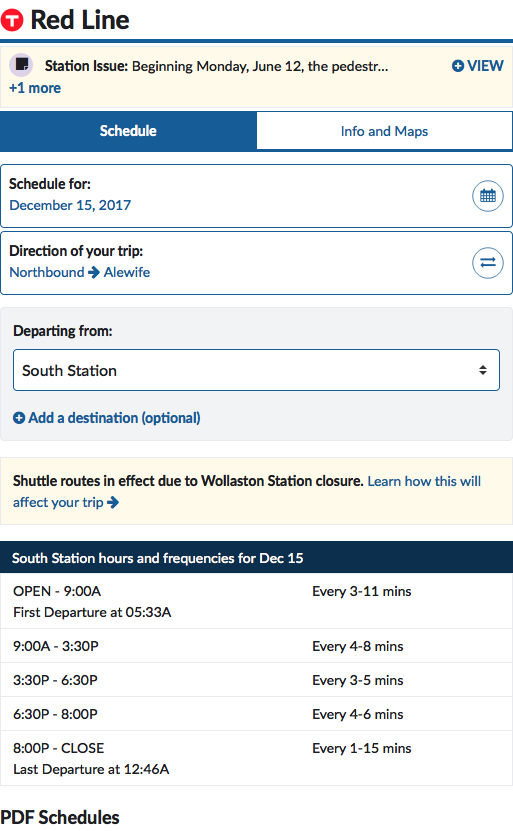 T Red Line
Station Issue: Beginning Monday, June 12, the pedestr...
VIEW
+1 more
Schedule
Info and Maps
Schedule for:
December 15, 2017
Direction of your trip:
Northbound → Alewife
Departing from:
South Station
Add a destination (optional)
Shuttle routes in effect due to Wollaston Station closure. Learn how this will
affect your trip →
South Station hours and frequencies for Dec 15
OPEN - 9:00A Every 3-11 mins
First Departure at 05:33A
9:00A - 3:30P Every 4-8 mins
3:30P - 6:30P Every 3-5 mins
6:30P - 8:00P Every 4-6 mins
8:00P - CLOSE Every 1-15 mins
Last Departure at 12:46A
PDF Schedules